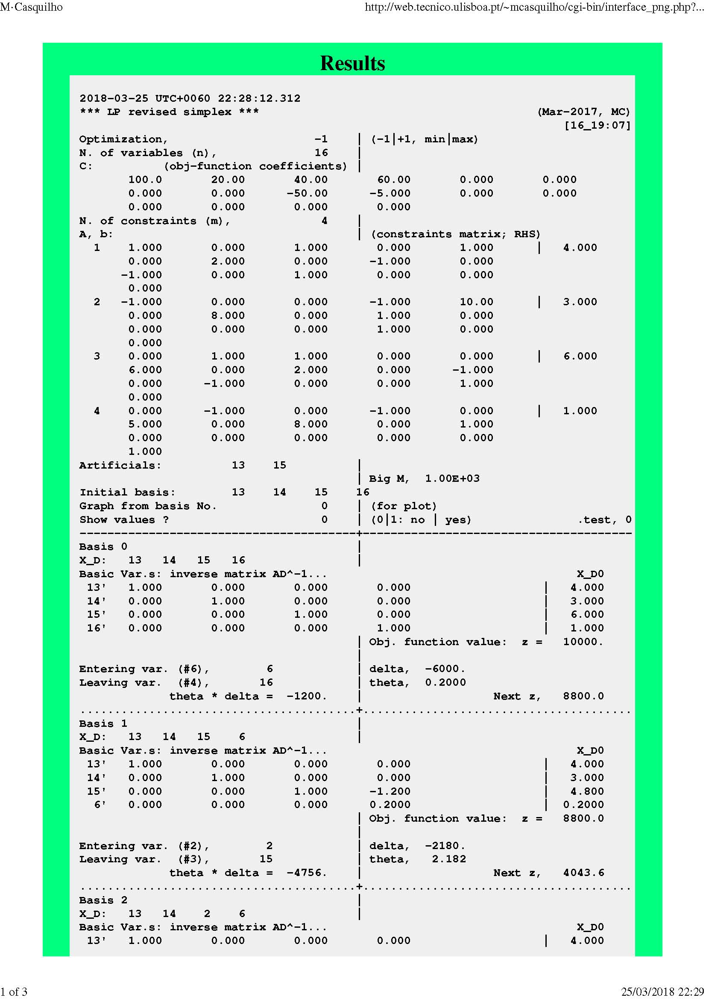 M·Casquilho http://web.tecnico.ulisboa.pt/~mcasquilho/cgi-bin/interface_png.php?...
Results
2018-03-25 UTC+0060 22:28:12.312
*** LP revised simplex *** (Mar-2017, MC)
[16_19:07]
Optimization, -1 | (-1|+1, min|max)
N. of variables (n), 16 |
C: (obj-function coefficients) |
100.0 20.00 40.00 60.00 0.000 0.000
0.000 0.000 -50.00 -5.000 0.000 0.000
0.000 0.000 0.000 0.000
N. of constraints (m), 4 |
A, b: | (constraints matrix; RHS)
1 1.000 0.000 1.000 0.000 1.000 | 4.000
0.000 2.000 0.000 -1.000 0.000
-1.000 0.000 1.000 0.000 0.000
0.000
2 -1.000 0.000 0.000 -1.000 10.00 | 3.000
0.000 8.000 0.000 1.000 0.000
0.000 0.000 0.000 1.000 0.000
0.000
3 0.000 1.000 1.000 0.000 0.000 | 6.000
6.000 0.000 2.000 0.000 -1.000
0.000 -1.000 0.000 0.000 1.000
0.000
4 0.000 -1.000 0.000 -1.000 0.000 | 1.000
5.000 0.000 8.000 0.000 1.000
0.000 0.000 0.000 0.000 0.000
1.000
Artificials: 13 15 |
| Big M, 1.00E+03
Initial basis: 13 14 15 16
Graph from basis No. 0 | (for plot)
Show values ? 0 | (0|1: no | yes) .test, 0
----------------------------------------+---------------------------------------
Basis 0 |
X_D: 13 14 15 16 |
Basic Var.s: inverse matrix AD^-1... X_D0
13' 1.000 0.000 0.000 0.000 | 4.000
14' 0.000 1.000 0.000 0.000 | 3.000
15' 0.000 0.000 1.000 0.000 | 6.000
16' 0.000 0.000 0.000 1.000 | 1.000
| Obj. function value: z = 10000.
|
Entering var. (#6), 6 | delta, -6000.
Leaving var. (#4), 16 | theta, 0.2000
theta * delta = -1200. | Next z, 8800.0
........................................+.......................................
Basis 1 |
X_D: 13 14 15 6 |
Basic Var.s: inverse matrix AD^-1... X_D0
13' 1.000 0.000 0.000 0.000 | 4.000
14' 0.000 1.000 0.000 0.000 | 3.000
15' 0.000 0.000 1.000 -1.200 | 4.800
6' 0.000 0.000 0.000 0.2000 | 0.2000
| Obj. function value: z = 8800.0
|
Entering var. (#2), 2 | delta, -2180.
Leaving var. (#3), 15 | theta, 2.182
theta * delta = -4756. | Next z, 4043.6
........................................+.......................................
Basis 2 |
X_D: 13 14 2 6 |
Basic Var.s: inverse matrix AD^-1... X_D0
13' 1.000 0.000 0.000 0.000 | 4.000
1 of 3 25/03/2018 22:29